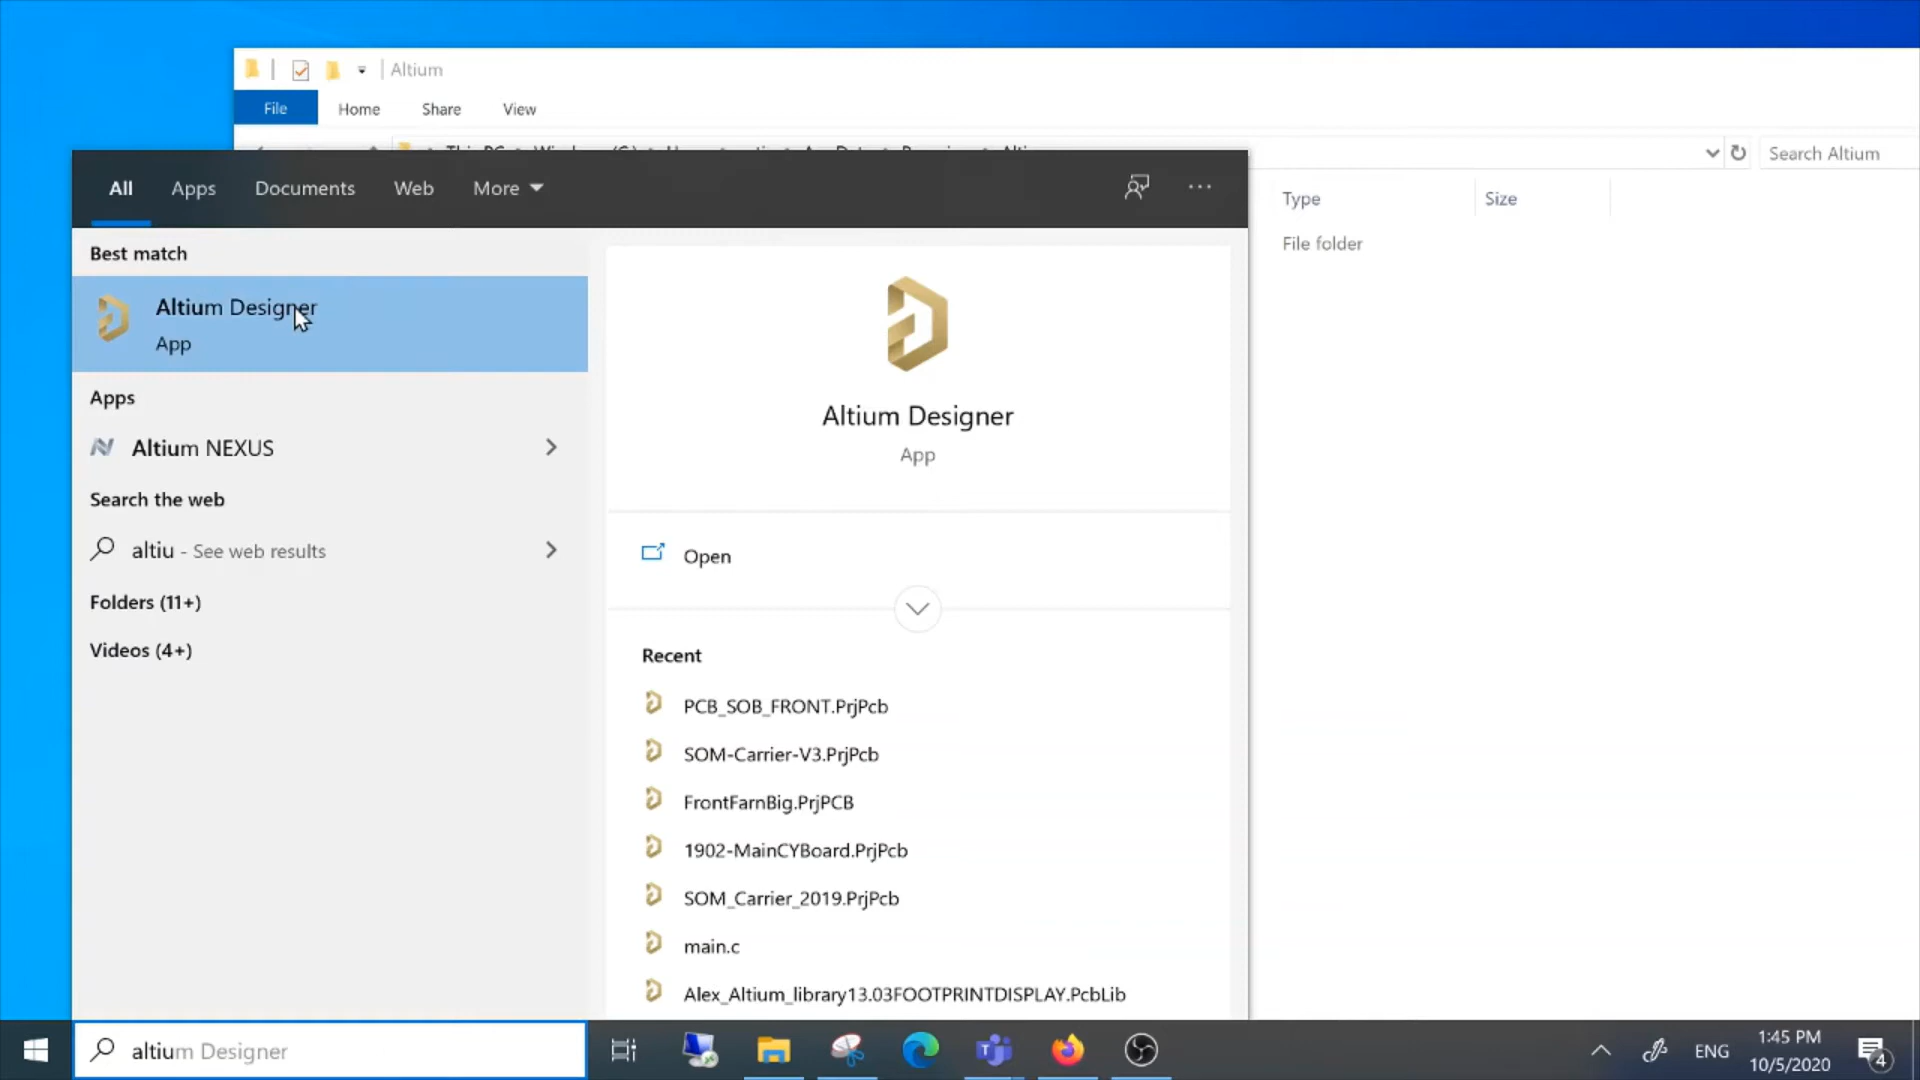 Altium
File Home Share View
Search Altium
All Apps Documents Web More
Type Size
Best match
File folder
Altium Designer
App
Altium Designer
App
Apps
Altium NEXUS
Search the web
altiu - See web results
Open
Folders (11+)
Videos (4+)
Recent
PCB_SOB_FRONT.PrjPcb
SOM-Carrier-V3.PrjPcb
FrontFarnBig.PrjPCB
1902-MainCYBoard.PrjPcb
SOM_Carrier_2019.PrjPcb
main.c
Alex_Altium_library13.03FOOTPRINTDISPLAY.PcbLib
altium Designer
ENG
1:45 PM
10/5/2020
4